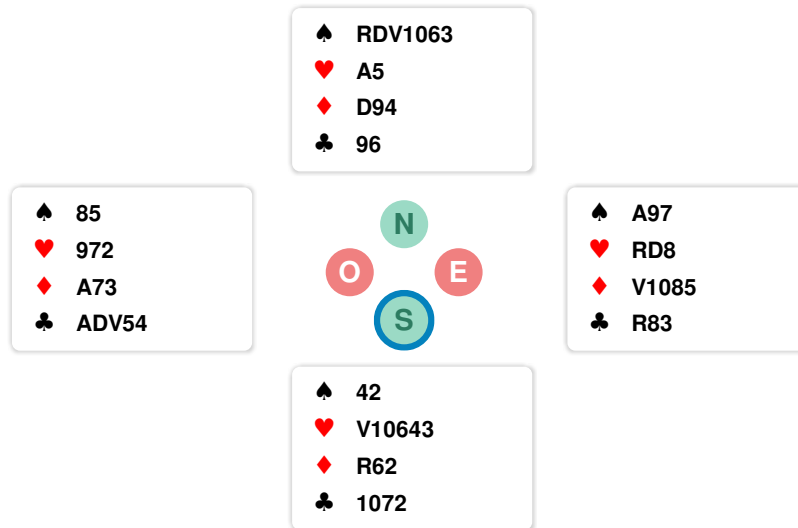 ♠ RDV1063
♥ A5
♦ D94
♣ 96
♠ 85
♥ 972
♦ A73
♣ ADV54
N
O E
S
♠ A97
♥ RD8
♦ V1085
♣ R83
♠ 42
♥ V10643
♦ R62
♣ 1072